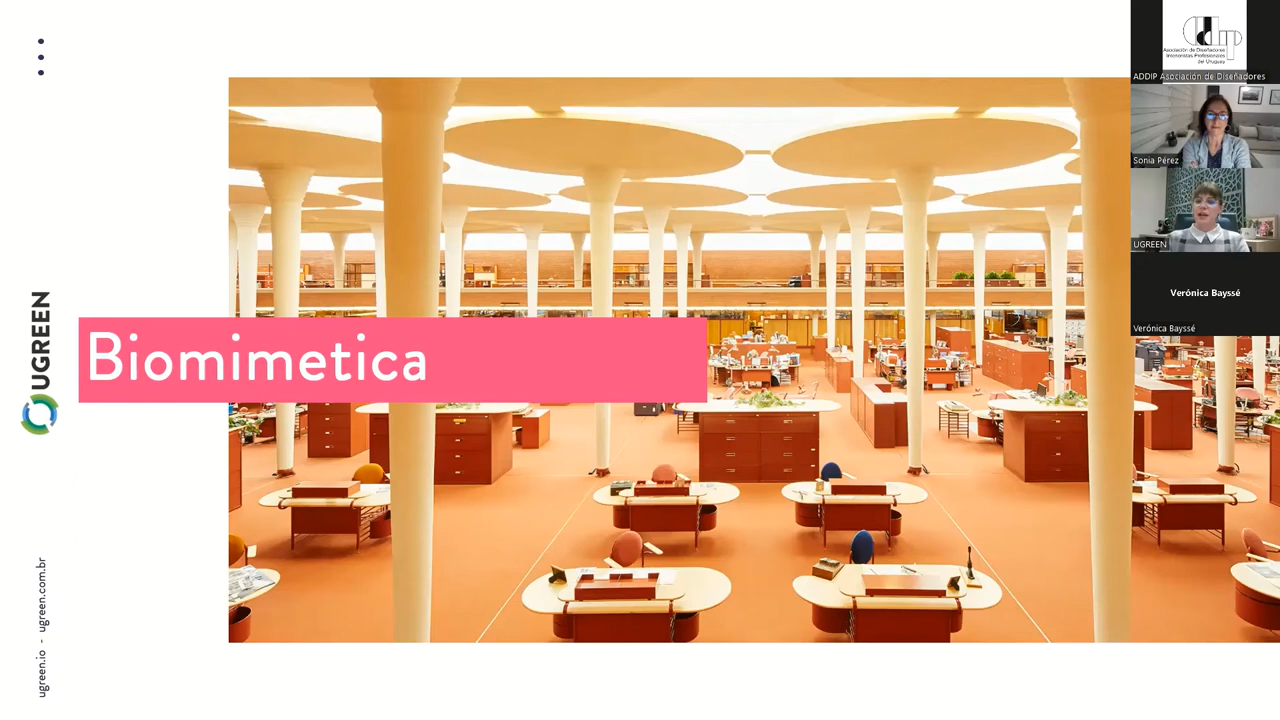 UGREEN
ugreen.io - ugreen.com.br
Biomimetica
ddip
Asociación de Diseñadores
Interioristas Profesionales
del Uruguay
ADDIP Asociación de Diseñadores
Sonia Pérez
UGREEN
Verónica Bayssé
Verónica Bayssé